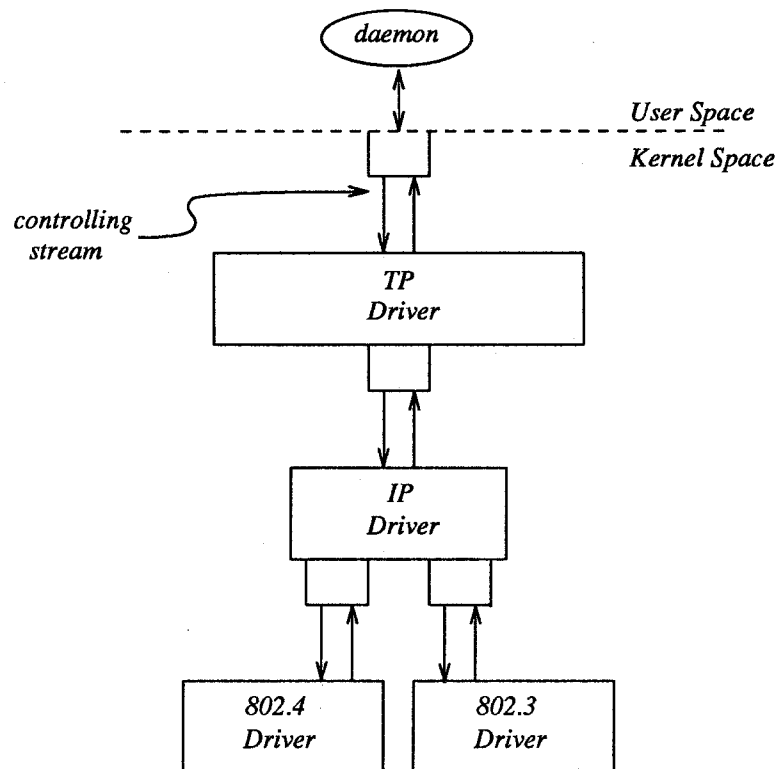 daemon
User Space
Kernel Space
controlling
stream
TP
Driver
IP
Driver
802.4
Driver
802.3
Driver